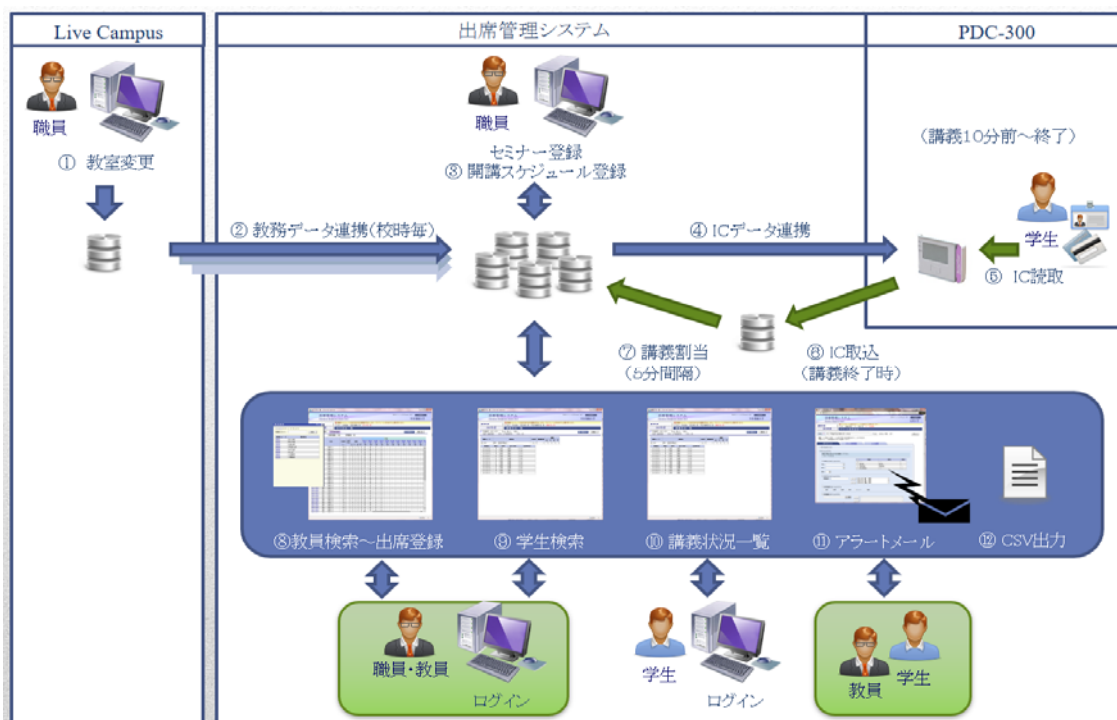 Live Campus
出席管理システム
PDC-300
職員
① 教室変更
職員
セミナー登録
③ 開講スケジュール登録
(講義10分前~終了)
学生
② 教務データ連携(校時毎)
④ ICデータ連携
⑤ IC読取
⑦ 講義割当
(5分間隔)
⑥ IC取込
(講義終了時)
⑧教員検索~出席登録
⑨ 学生検索
⑩ 講義状況一覧
⑪ アラートメール
⑫ CSV出力
職員・教員
ログイン
学生
ログイン
教員
学生